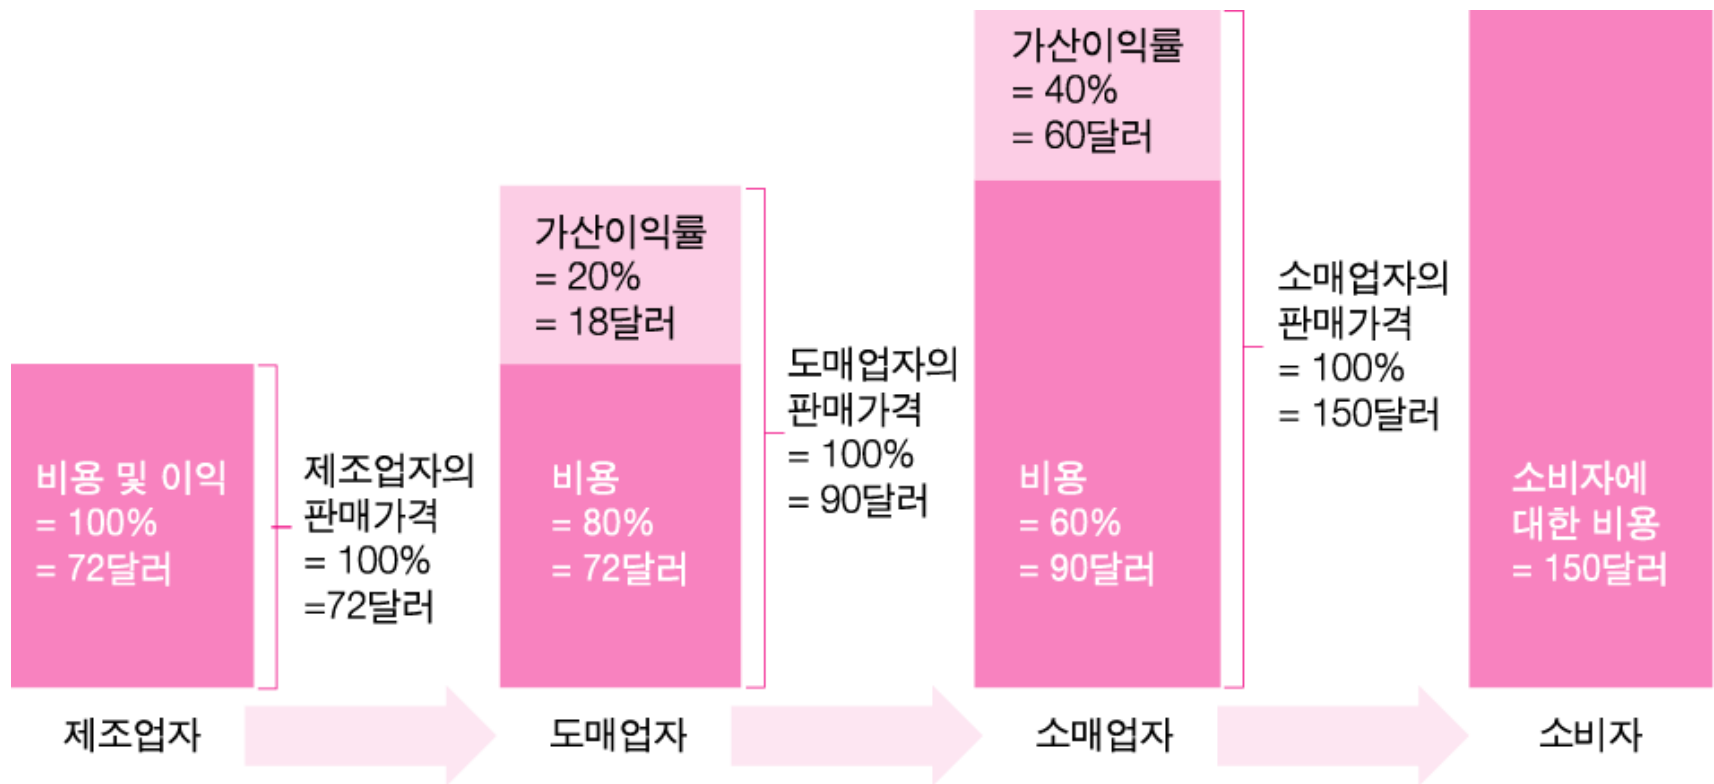 비용 및 이익
= 100%
= 72달러
제조업자의
판매가격
= 100%
=72달러
가산이익률
= 20%
= 18달러
비용
= 80%
= 72달러
도매업자의
판매가격
= 100%
= 90달러
가산이익률
= 40%
= 60달러
비용
= 60%
= 90달러
소매업자의
판매가격
= 100%
= 150달러
소비자에
대한 비용
= 150달러
제조업자
도매업자
소매업자
소비자